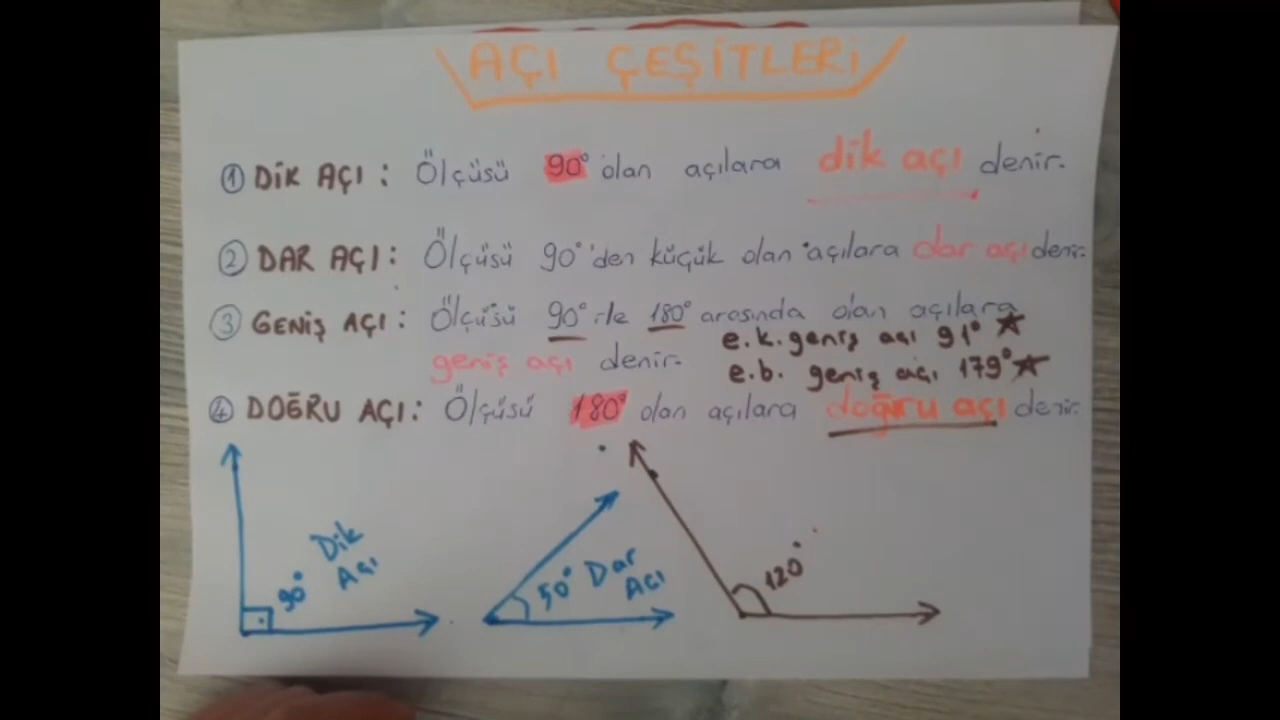 AÇI ÇEŞİTLERİ
① DİK AÇI : Ölçüsü 90° olan açılara dik açı denir.
② DAR AÇI : Ölçüsü 90°'den küçük olan açılara dar açı denir.
③ GENİŞ AÇI : Ölçüsü 90° ile 180° arasında olan açılara
geniş açı denir.
e.k. geniş açı 91° ★
e.b. geniş açı 179° ★
④ DOĞRU AÇI : Ölçüsü 180° olan açılara doğru açı denir.
90° Dik
Açı
50° Dar
Açı
120°